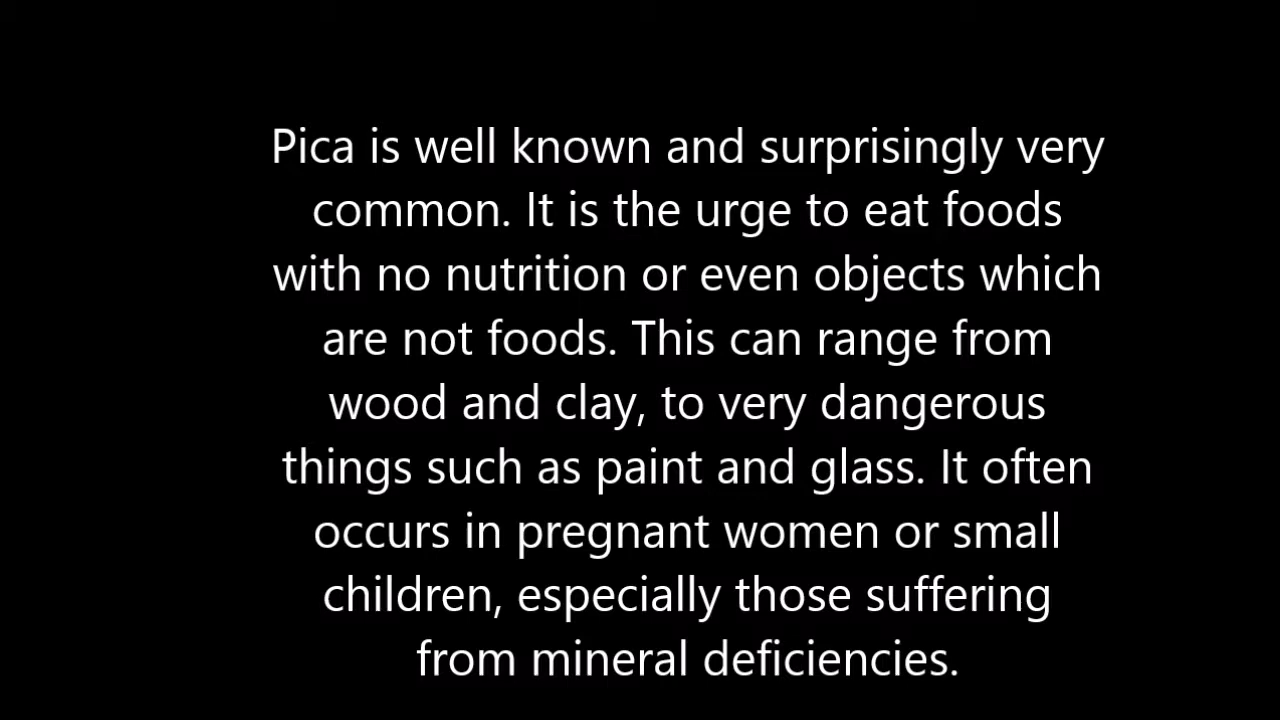 Pica is well known and surprisingly very
common. It is the urge to eat foods
with no nutrition or even objects which
are not foods. This can range from
wood and clay, to very dangerous
things such as paint and glass. It often
occurs in pregnant women or small
children, especially those suffering
from mineral deficiencies.